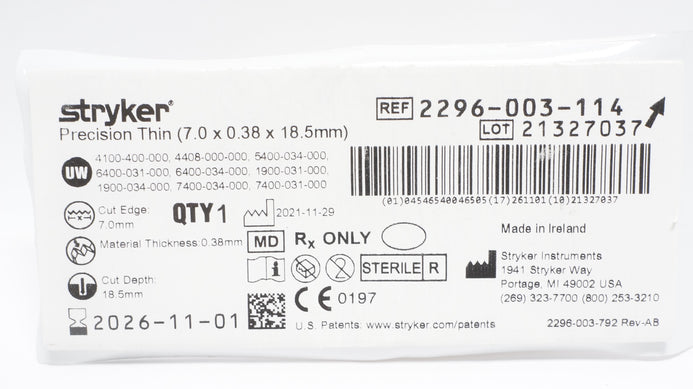 stryker®
REF 2296-003-114
Precision Thin (7.0 x 0.38 x 18.5mm)
LOT 21327037
UW
4100-400-000, 4408-000-000, 5400-034-000,
6400-031-000, 6400-034-000, 1900-031-000,
1900-034-000, 7400-034-000, 7400-031-000
(01)04546540046505(17)261101(10)21327037
Cut Edge:
7.0mm
QTY 1
2021-11-29
Material Thickness:0.38mm
MD Rx ONLY
Made in Ireland
Cut Depth:
18.5mm
2
STERILE R
Stryker Instruments
1941 Stryker Way
Portage, MI 49002 USA
(269) 323-7700 (800) 253-3210
2026-11-01
CE 0197
U.S. Patents: www.stryker.com/patents
2296-003-792 Rev-AB